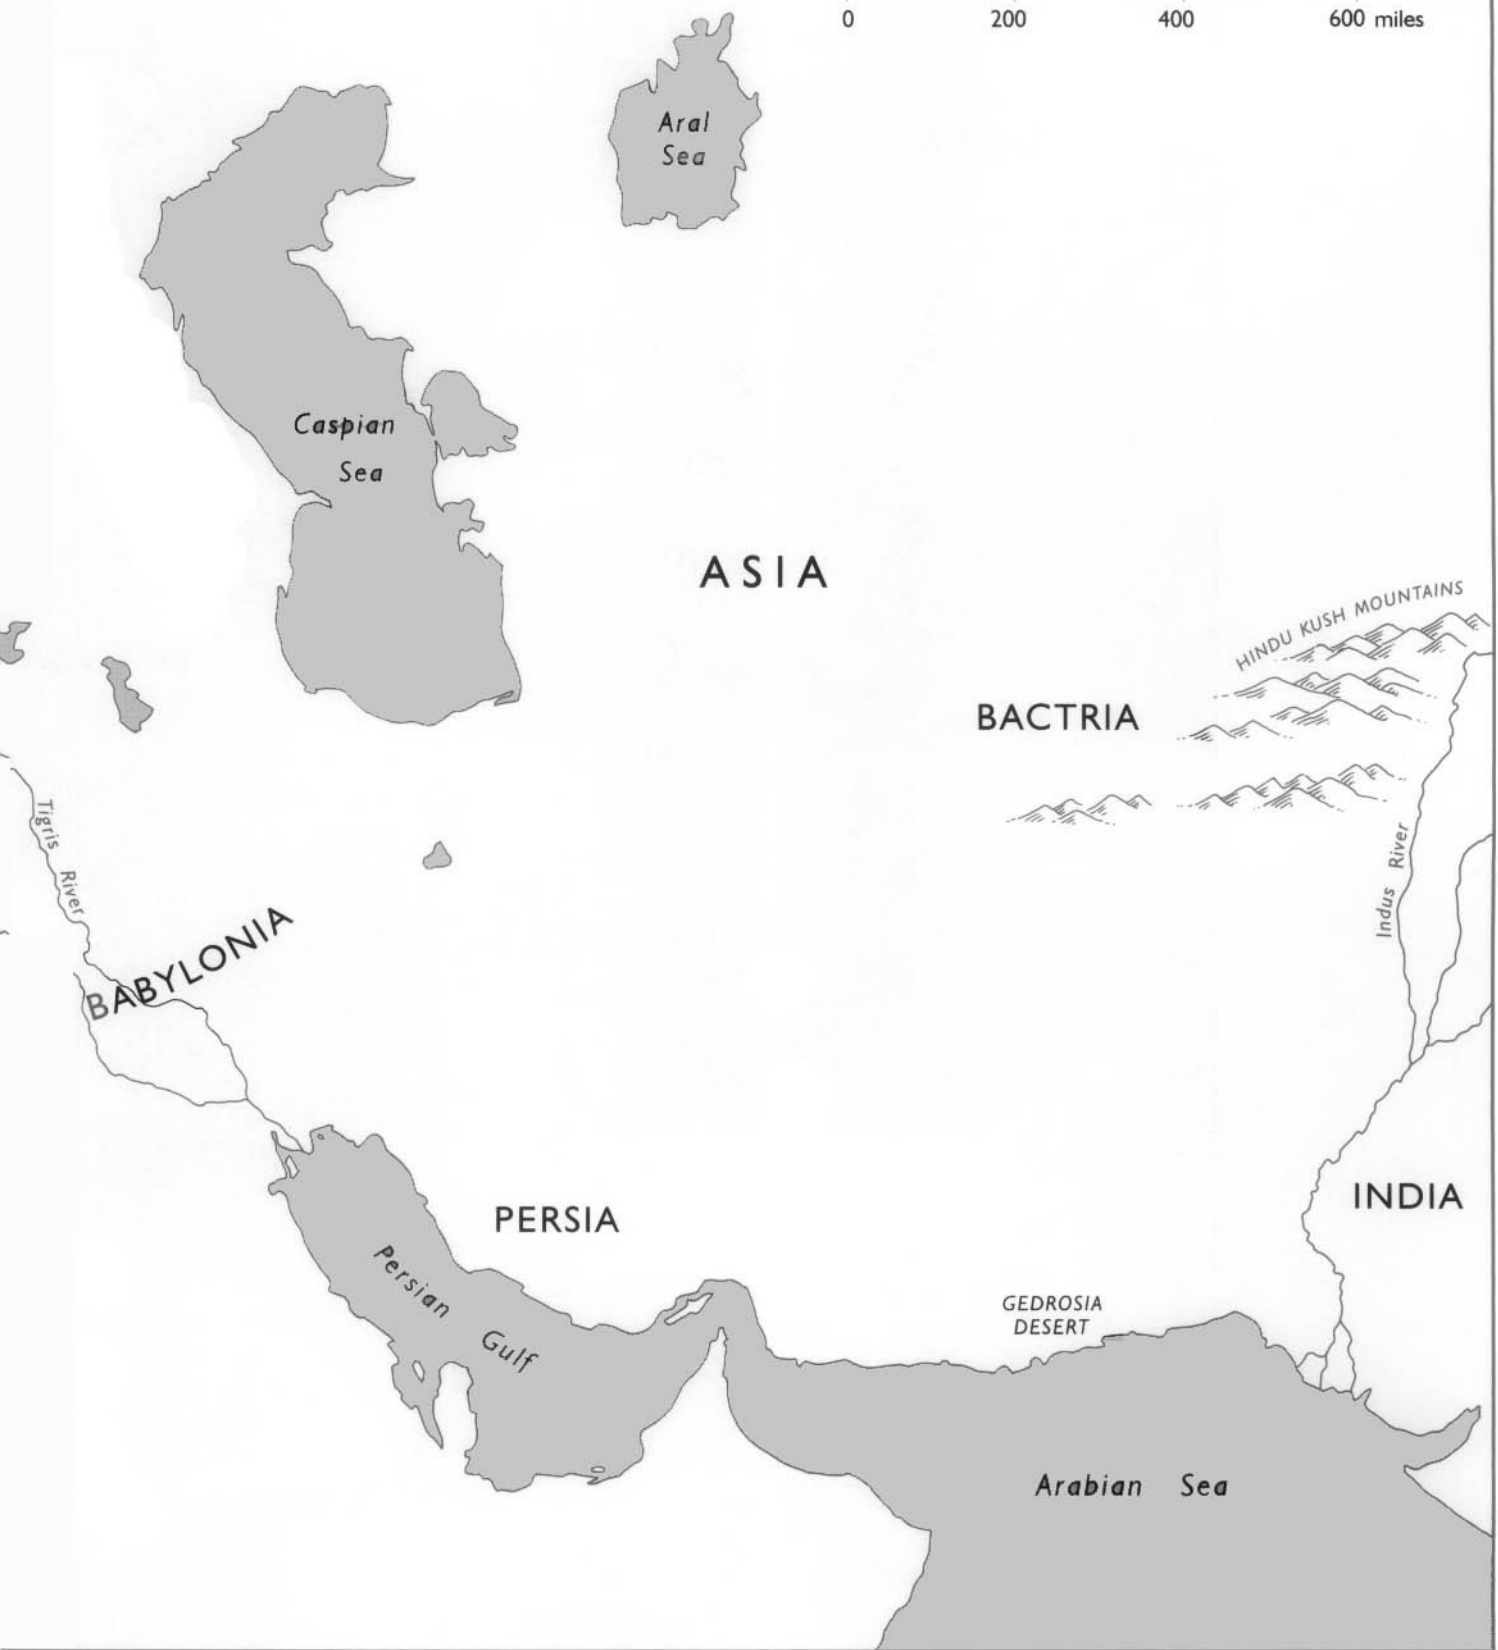 0 200 400 600 miles
Aral
Sea
Caspian
Sea
ASIA
HINDU KUSH MOUNTAINS
BACTRIA
Tigris River
Indus River
BABYLONIA
INDIA
PERSIA
Persian Gulf
GEDROSIA
DESERT
Arabian Sea